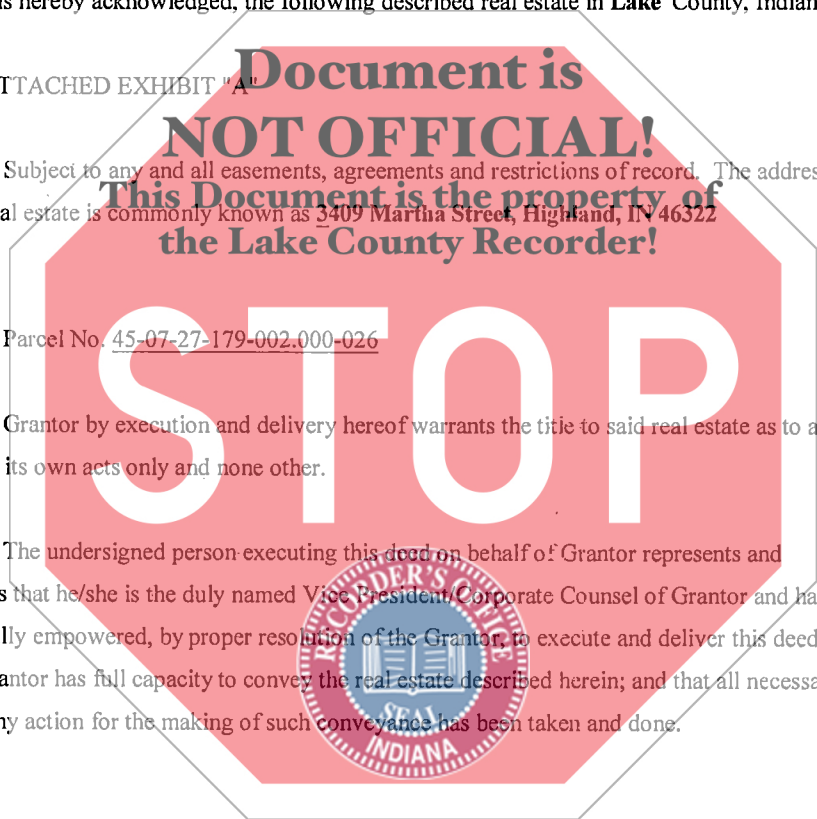 is hereby acknowledged, the following described real estate in Lake County, Indian
Document is
TTACHED EXHIBIT "A"
NOT OFFICIAL!
Subject to any and all easements, agreements and restrictions of record. The addres
This Document is the property of
al estate is commonly known as 3409 Martha Street, Highland, IN 46322
the Lake County Recorder!
STOP
Parcel No. 45-07-27-179-002.000-026
Grantor by execution and delivery hereof warrants the title to said real estate as to a
its own acts only and none other.
The undersigned person executing this deed on behalf of Grantor represents and
s that he/she is the duly named Vice President/Corporate Counsel of Grantor and ha
lly empowered, by proper resolution of the Grantor, to execute and deliver this deed
antor has full capacity to convey the real estate described herein; and that all necessa
ny action for the making of such conveyance has been taken and done.
RECORDER'S OFFICE
SEAL
INDIANA